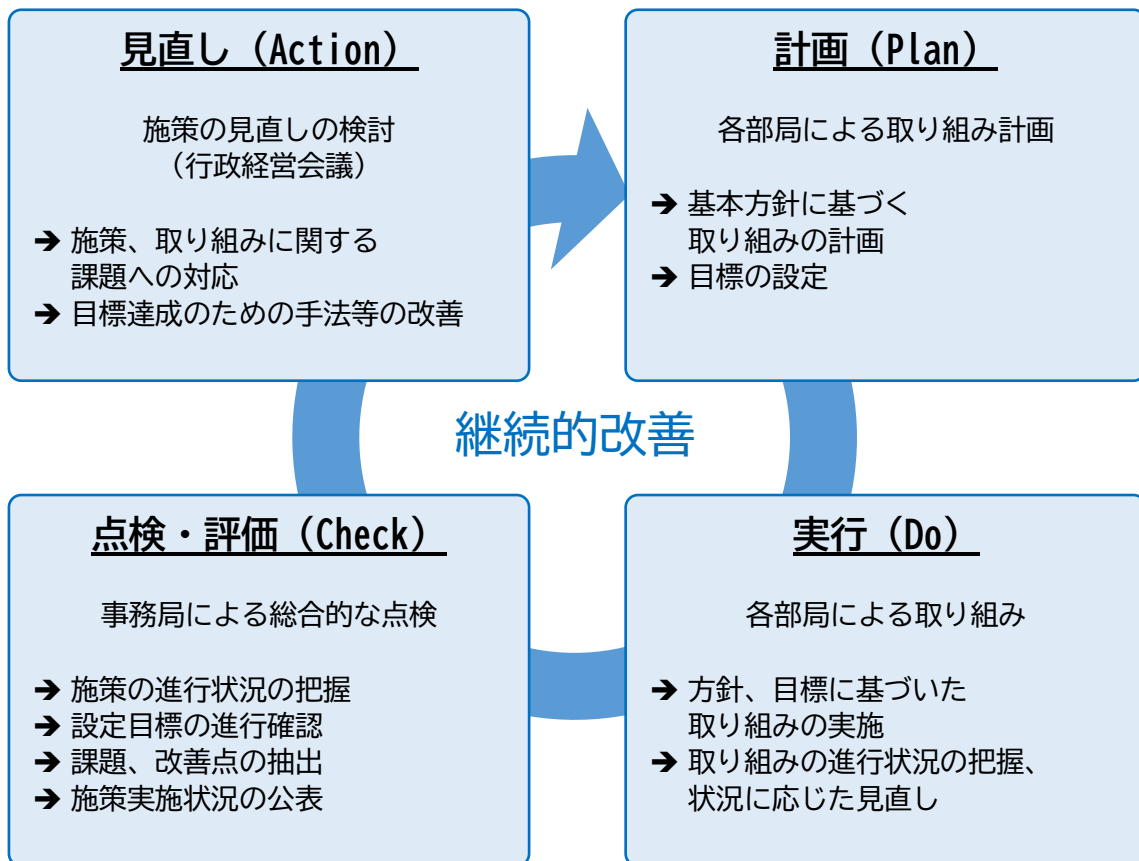 見直し（Action）
施策の見直しの検討
（行政経営会議）
➔ 施策、取り組みに関する
課題への対応
➔ 目標達成のための手法等の改善
計画（Plan）
各部局による取り組み計画
➔ 基本方針に基づく
取り組みの計画
➔ 目標の設定
継続的改善
点検・評価（Check）
事務局による総合的な点検
➔ 施策の進行状況の把握
➔ 設定目標の進行確認
➔ 課題、改善点の抽出
➔ 施策実施状況の公表
実行（Do）
各部局による取り組み
➔ 方針、目標に基づいた
取り組みの実施
➔ 取り組みの進行状況の把握、
状況に応じた見直し